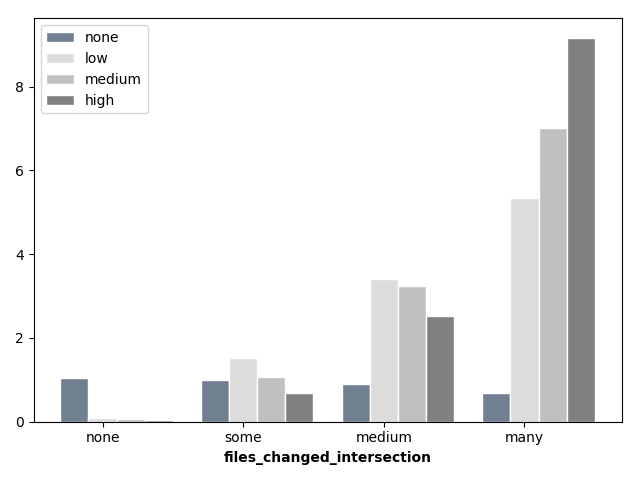 none
low
medium
high
8
6
4
2
0
none some medium many
files_changed_intersection